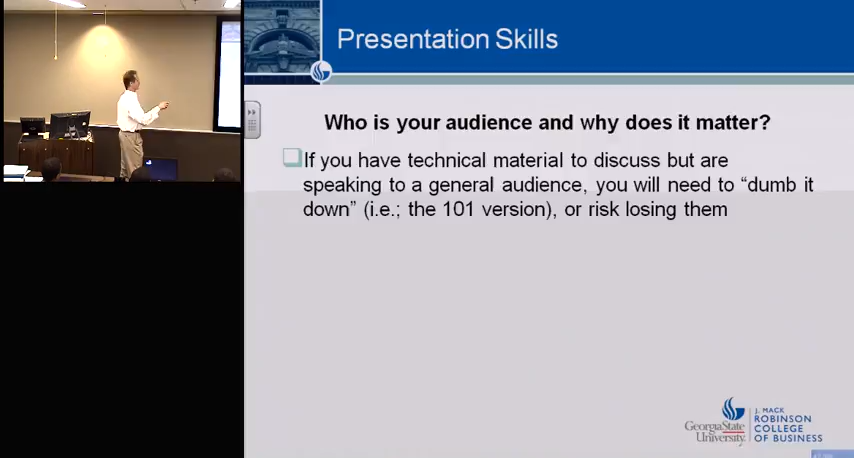 Presentation Skills
Who is your audience and why does it matter?
If you have technical material to discuss but are
speaking to a general audience, you will need to “dumb it
down” (i.e.; the 101 version), or risk losing them
GeorgiaState
University
J. MACK
ROBINSON
COLLEGE
OF BUSINESS